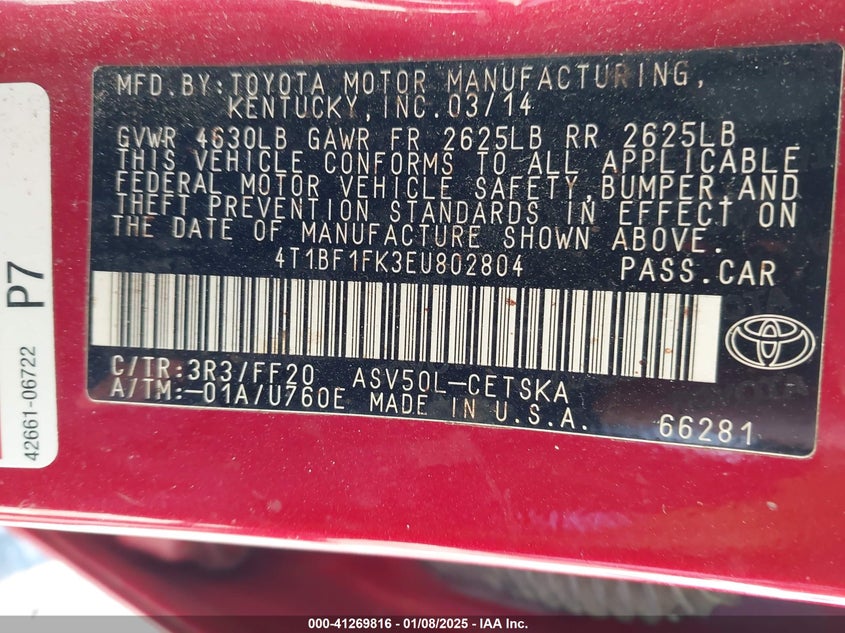 MFD.BY:TOYOTA MOTOR MANUFACTURING,
KENTUCKY,INC.03/14
GVWR 4630LB GAWR FR 2625LB RR 2625LB
THIS VEHICLE CONFORMS TO ALL APPLICABLE
FEDERAL MOTOR VEHICLE SAFETY,BUMPER,AND
THEFT PREVENTION STANDARDS IN EFFECT ON
THE DATE OF MANUFACTURE SHOWN ABOVE.
4T1BF1FK3EU802804 PASS.CAR
C/TR:3R3/FF20 ASV50L-CETSKA
A/TM:-01A/U760E MADE IN U.S.A.
66281
P7
42661-06722
000-41269816 - 01/08/2025 - IAA Inc.